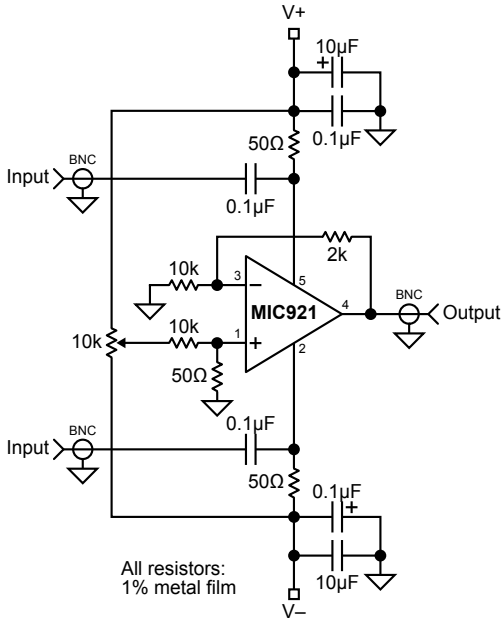 V+
10µF
+
0.1µF
50Ω
BNC
Input
0.1µF
2k
10k
3
−
5
MIC921
4
BNC
Output
10k
1
+
2
10k
50Ω
0.1µF
BNC
Input
50Ω
0.1µF
+
10µF
All resistors:
1% metal film
V–